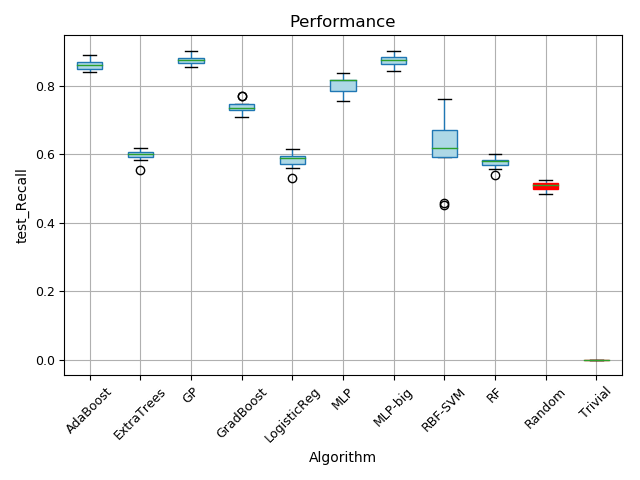 Performance
test_Recall
0.8
0.6
0.4
0.2
0.0
AdaBoost
ExtraTrees
GP
GradBoost
LogisticReg
MLP
MLP-big
RBF-SVM
RF
Random
Trivial
Algorithm